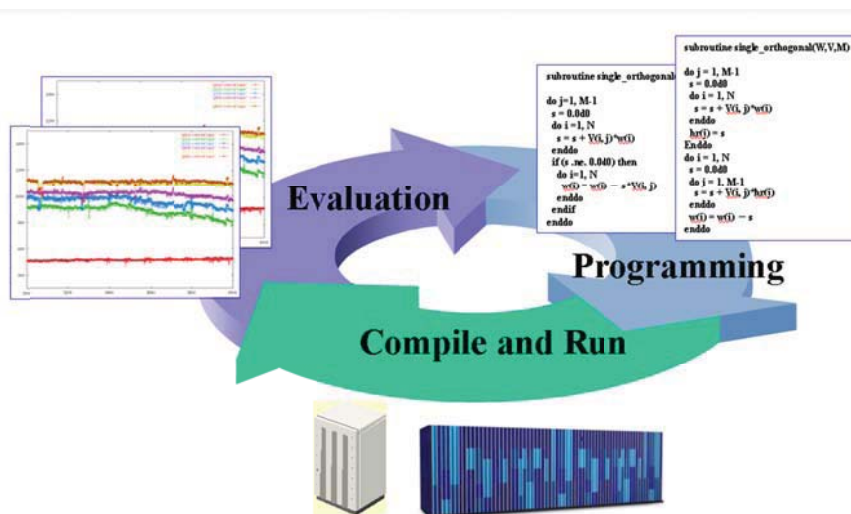 Evaluation
Programming
Compile and Run
subroutine single_orthogonal
do j=1, M-1
s = 0.0d0
do i =1, N
s = s + V(i, j)*w(i)
enddo
if (s .ne. 0.0d0) then
do i=1, N
w(i) = w(i) − s*V(i, j)
enddo
endif
enddo
subroutine single_orthogonal(W,V,M)
do j = 1, M-1
s = 0.0d0
do i = 1, N
s = s + V(i, j)*w(i)
enddo
hr(j) = s
Enddo
do i = 1, N
s = 0.0d0
do j = 1, M-1
s = s + V(i, j)*hr(j)
enddo
w(i) = w(i) − s
enddo